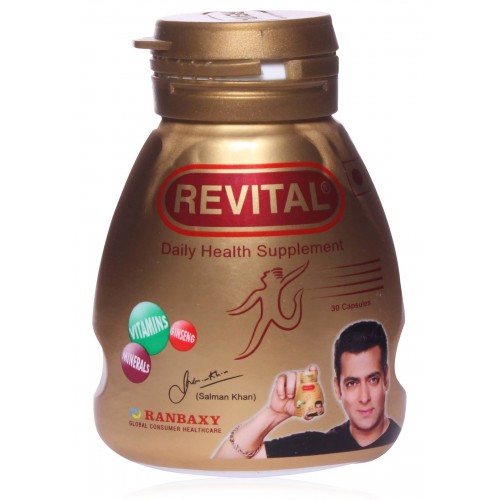 REVITAL®
Daily Health Supplement
30 Capsules
VITAMINS
GINSENG
MINERALS
(Salman Khan)
RANBAXY
GLOBAL CONSUMER HEALTHCARE